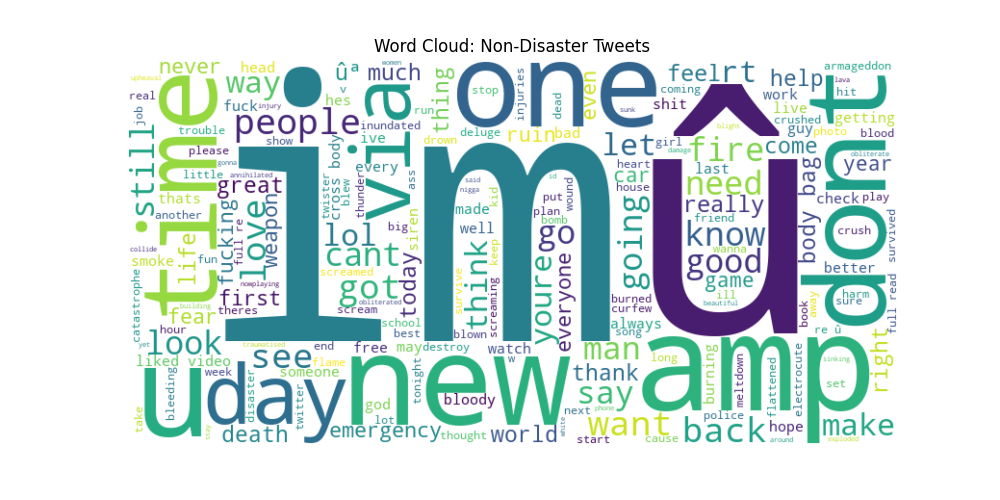 Word Cloud: Non-Disaster Tweets
im
û
one
time
via
dont
new
amp
u
day
people
way
ûª
much
never
head
upheaval
real
job
trouble
please
gonna
annihilated
little
thats
another
still
great
love
life
fun
full re
fucking
weapon
nowplaying
first
theres
fear
smoke
catastrophe
collide
building
hour
yet
look
liked video
week
see
traumatised
end
flame
someone
disaster
twitter
death
bleeding
take
stay
emergency
god
lot
tonight
thought
bloody
world
free
may
destroy
school
best
blown
watch
w
next
white
start
man
thank
say
want
phone
cause
long
police
back
burning
meltdown
around
hope
flattened
electrocute
exploded
set
sinking
make
right
re û
away
book
always
song
curfew
burned
going
everyone
youre
go
think
screaming
keep
survive
today
siren
got
cant
lol
screamed
scream
obliterated
big
ass
thunder
twister
cross
blew
body
every
ive
inundated
run
hes
v
women
fuck
injury
show
thing
stop
deluge
drown
ruin
bad
injuries
dead
even
sunk
feel
rt
coming
shit
let
girl
heart
car
house
fire
blight
damage
need
last
really
friend
know
wanna
good
game
ill
beautiful
help
work
live
crushed
guy
come
photo
hit
lava
armageddon
getting
blood
obliterate
year
bag
body
check
play
crush
survived
better
harm
sure
full read
said
nigga
made
kid
well
id
put
wound
plan
bomb